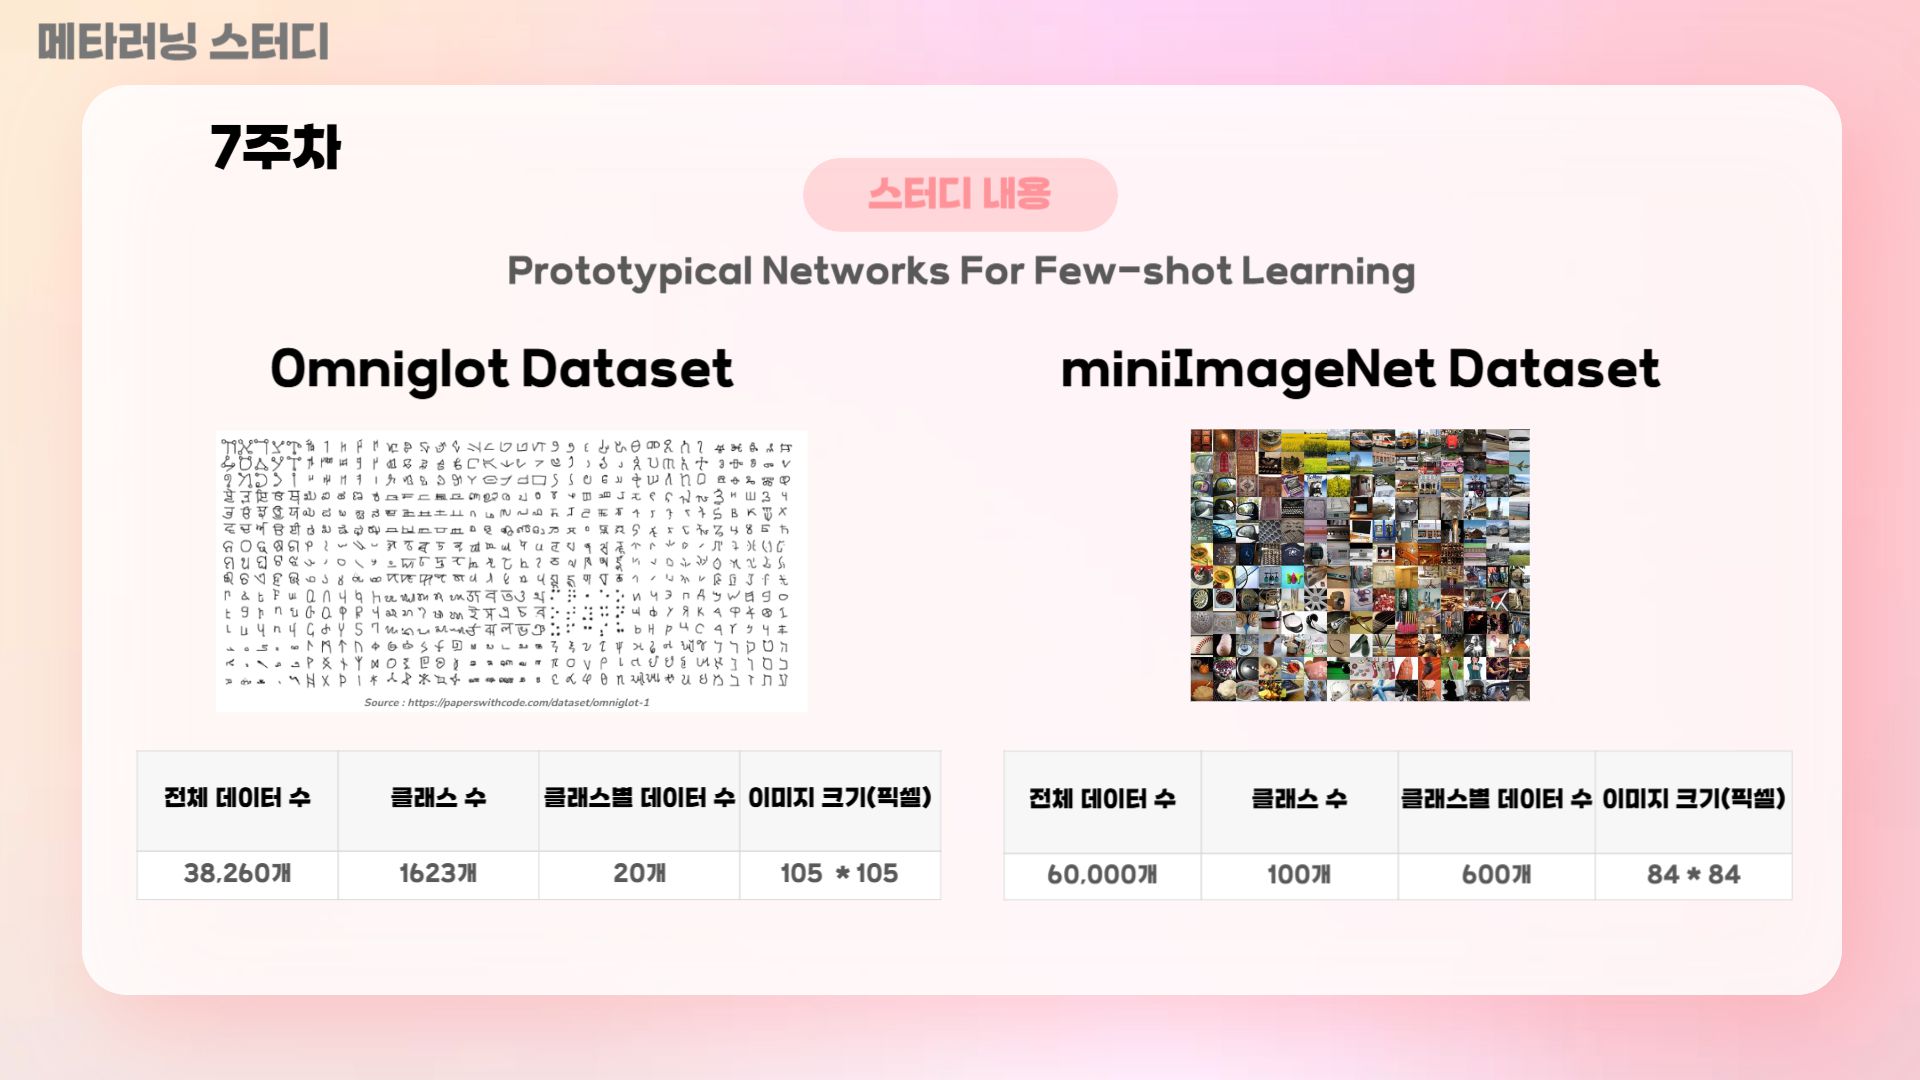 메타러닝 스터디
7주차
스터디 내용
Prototypical Networks For Few-shot Learning
Omniglot Dataset
miniImageNet Dataset
Source : https://paperswithcode.com/dataset/omniglot-1
전체 데이터 수 클래스 수 클래스별 데이터 수 이미지 크기(픽셀)
38,260개 1623개 20개 105 * 105
전체 데이터 수 클래스 수 클래스별 데이터 수 이미지 크기(픽셀)
60,000개 100개 600개 84 * 84